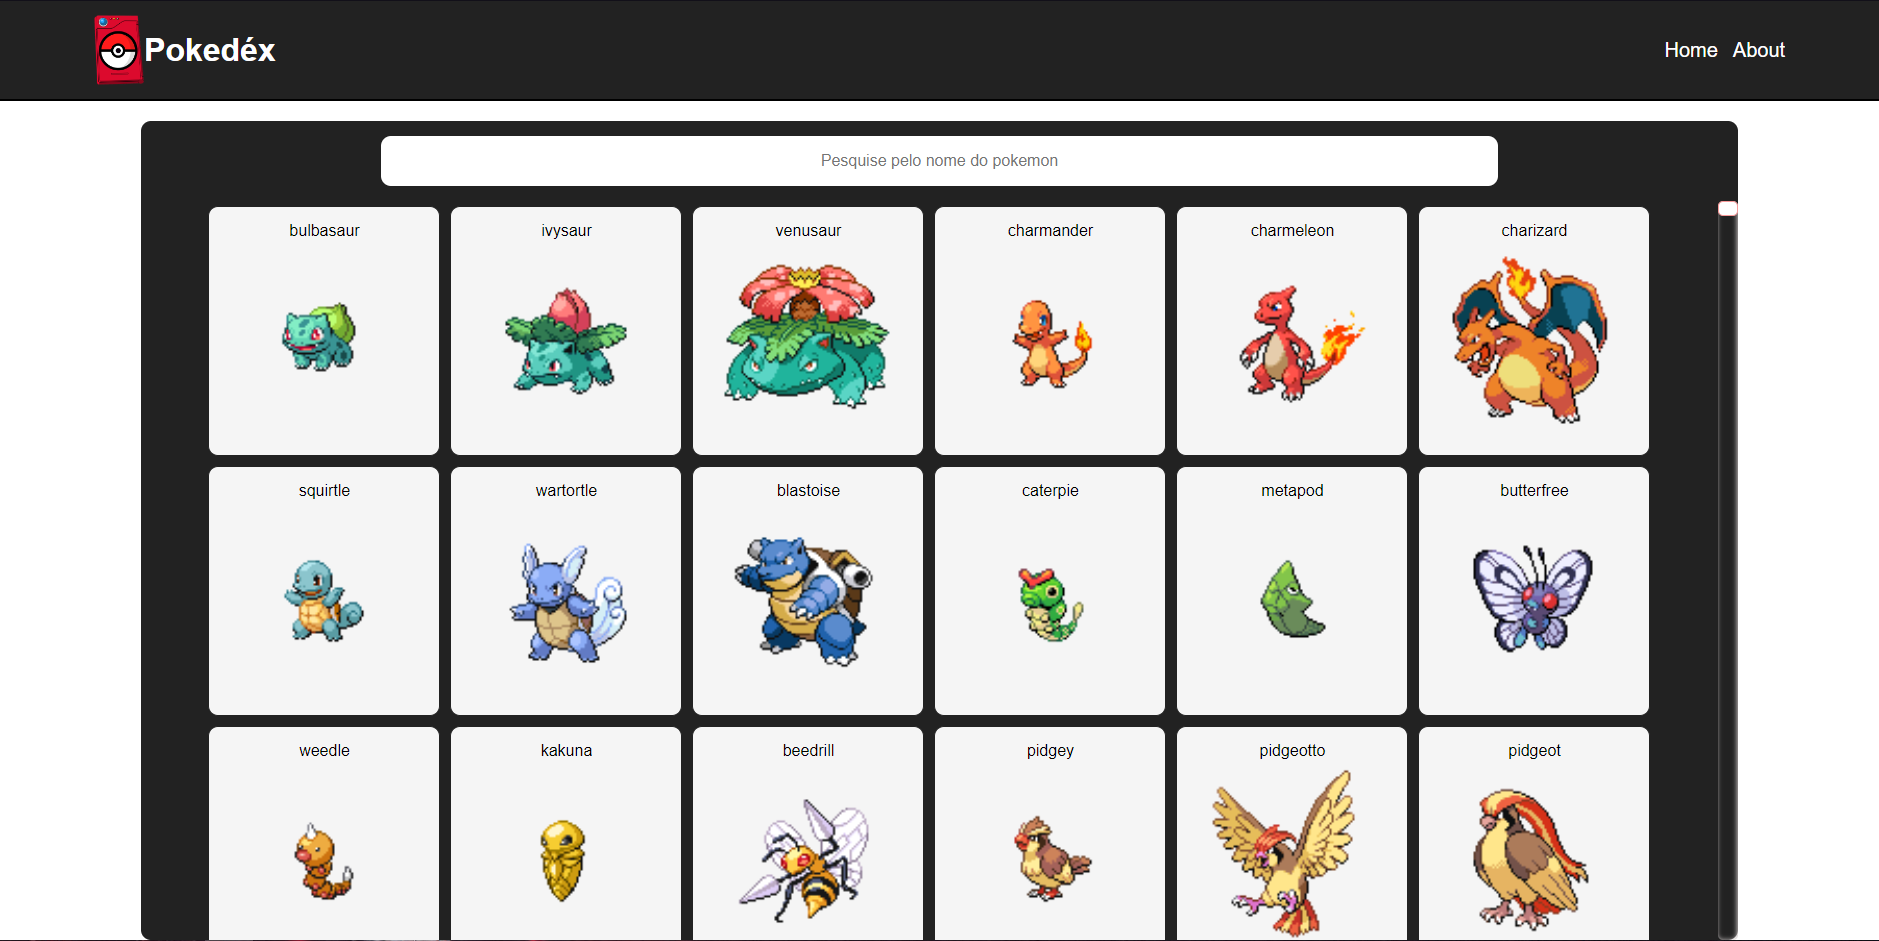 Pokedéx
Home About
Pesquise pelo nome do pokemon
bulbasaur ivysaur venusaur charmander charmeleon charizard
squirtle wartortle blastoise caterpie metapod butterfree
weedle kakuna beedrill pidgey pidgeotto pidgeot